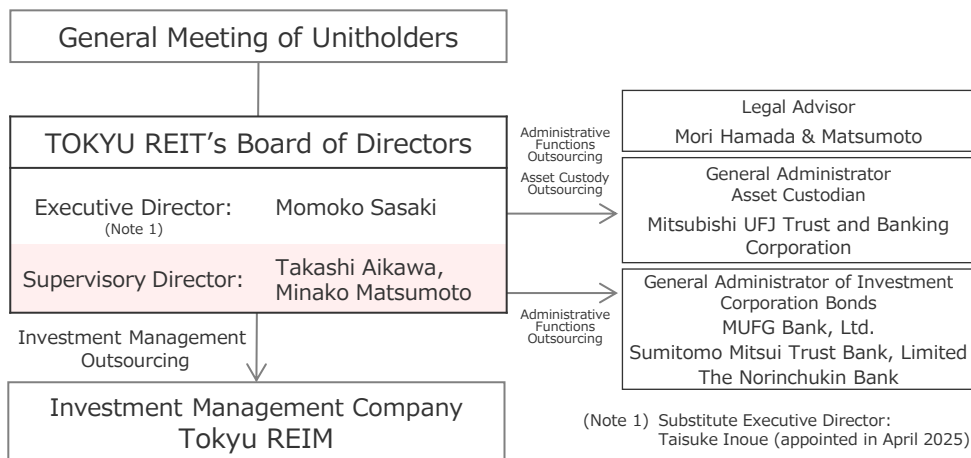 General Meeting of Unitholders
TOKYU REIT’s Board of Directors
Executive Director: Momoko Sasaki
(Note 1)
Supervisory Director: Takashi Aikawa,
Minako Matsumoto
Investment Management
Outsourcing
Investment Management Company
Tokyu REIM
Administrative
Functions
Outsourcing
Asset Custody
Outsourcing
Administrative
Functions
Outsourcing
Legal Advisor
Mori Hamada & Matsumoto
General Administrator
Asset Custodian
Mitsubishi UFJ Trust and Banking
Corporation
General Administrator of Investment
Corporation Bonds
MUFG Bank, Ltd.
Sumitomo Mitsui Trust Bank, Limited
The Norinchukin Bank
(Note 1) Substitute Executive Director:
Taisuke Inoue (appointed in April 2025)